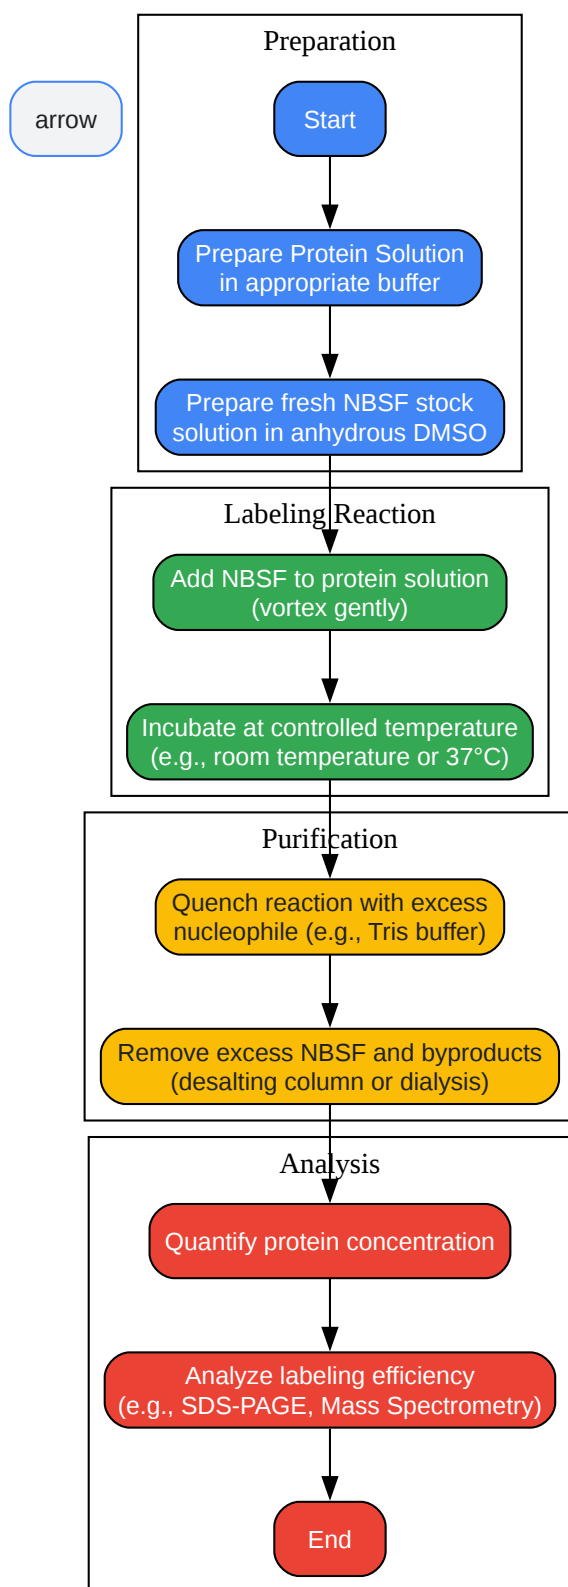 Preparation
arrow
Start
Prepare Protein Solution
in appropriate buffer
Prepare fresh NBSF stock
solution in anhydrous DMSO
Labeling Reaction
Add NBSF to protein solution
(vortex gently)
Incubate at controlled temperature
(e.g., room temperature or 37°C)
Purification
Quench reaction with excess
nucleophile (e.g., Tris buffer)
Remove excess NBSF and byproducts
(desalting column or dialysis)
Analysis
Quantify protein concentration
Analyze labeling efficiency
(e.g., SDS-PAGE, Mass Spectrometry)
End